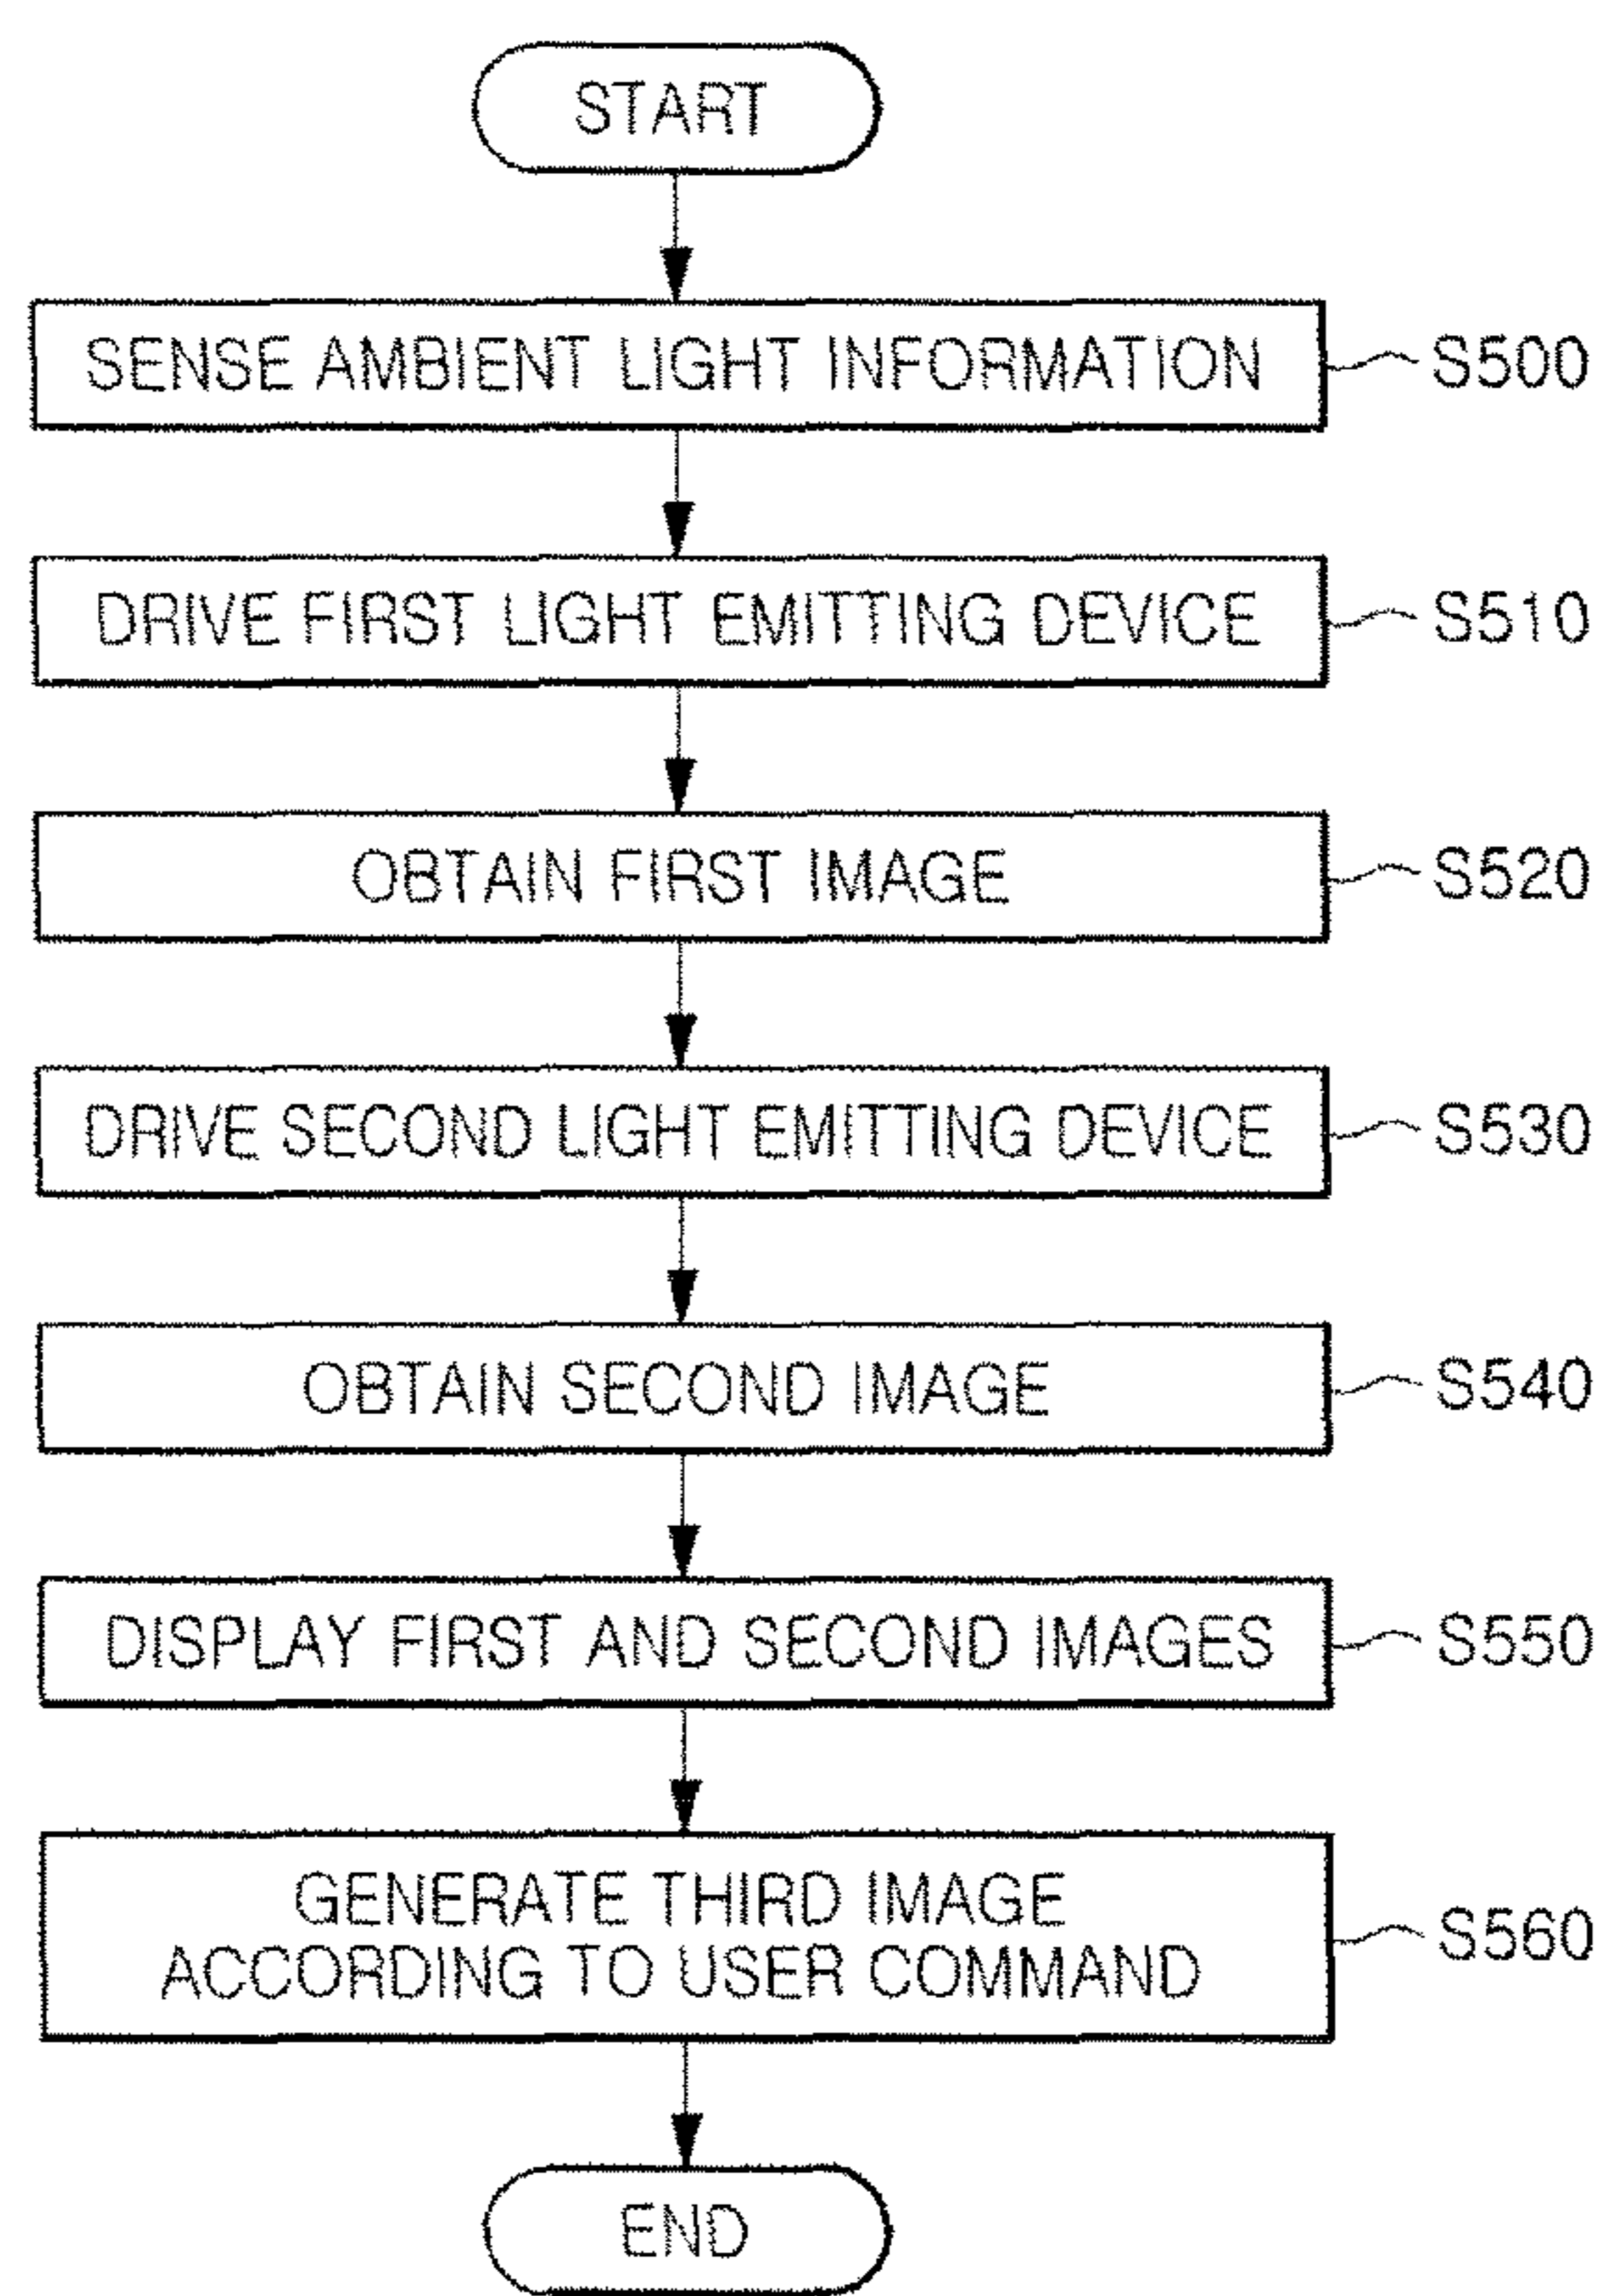 START
SENSE AMBIENT LIGHT INFORMATION S500
DRIVE FIRST LIGHT EMITTING DEVICE S510
OBTAIN FIRST IMAGE S520
DRIVE SECOND LIGHT EMITTING DEVICE S530
OBTAIN SECOND IMAGE S540
DISPLAY FIRST AND SECOND IMAGES S550
GENERATE THIRD IMAGE
ACCORDING TO USER COMMAND S560
END